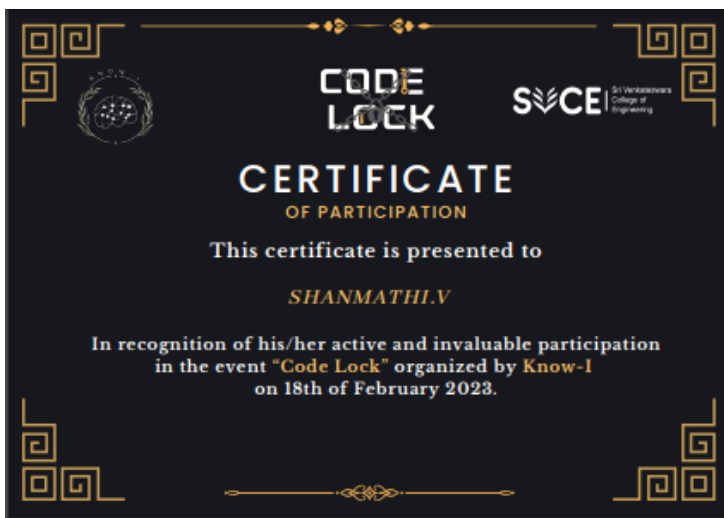 KNOW
CODE
LOCK
SVCE
Sri Venkateswara
College of
Engineering
CERTIFICATE
OF PARTICIPATION
This certificate is presented to
SHANMATHI.V
In recognition of his/her active and invaluable participation
in the event “Code Lock” organized by Know-I
on 18th of February 2023.